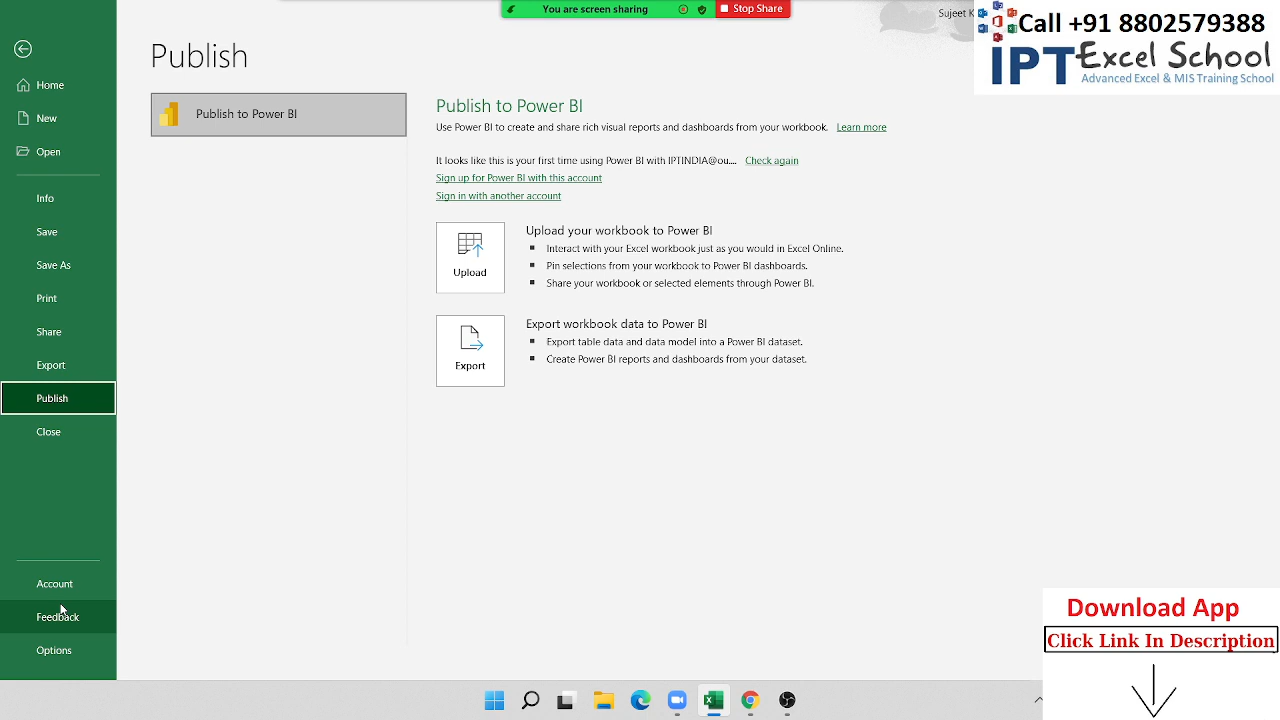 You are screen sharing
Stop Share
Sujeet K
Call +91 8802579388
IPT Excel School
Advanced Excel & MIS Training School
Publish
Home
New
Open
Info
Save
Save As
Print
Share
Export
Publish
Close
Account
Feedback
Options
Publish to Power BI
Publish to Power BI
Use Power BI to create and share rich visual reports and dashboards from your workbook. Learn more
It looks like this is your first time using Power BI with IPTINDIA@ou.... Check again
Sign up for Power BI with this account
Sign in with another account
Upload
Upload your workbook to Power BI
Interact with your Excel workbook just as you would in Excel Online.
Pin selections from your workbook to Power BI dashboards.
Share your workbook or selected elements through Power BI.
Export
Export workbook data to Power BI
Export table data and data model into a Power BI dataset.
Create Power BI reports and dashboards from your dataset.
Download App
Click Link In Description